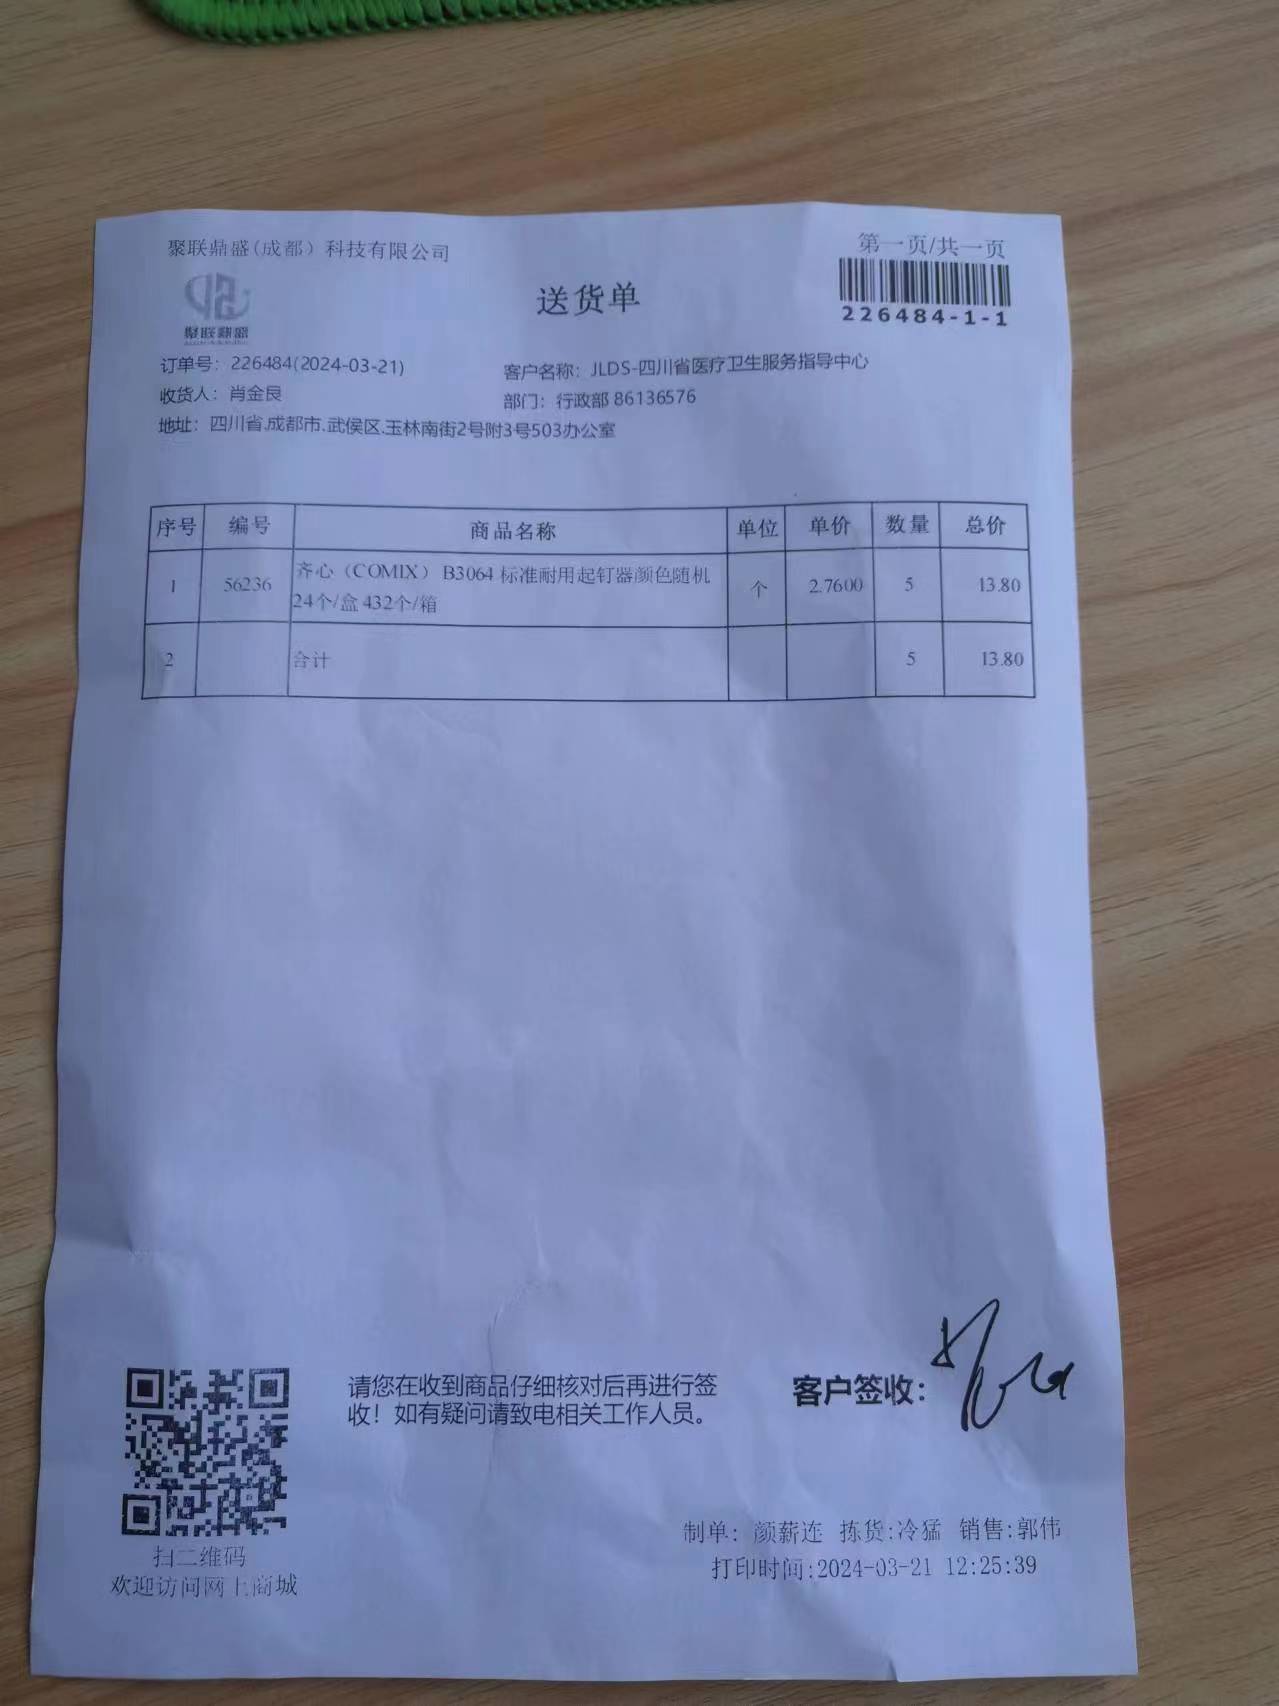 聚联鼎盛(成都)科技有限公司
第一页/共一页
聚联鼎盛
送货单
226484-1-1
订单号：226484(2024-03-21)
客户名称：JLDS-四川省医疗卫生服务指导中心
收货人：肖金良
部门：行政部 86136576
地址：四川省.成都市.武侯区.玉林南街2号附3号503办公室
序号 编号 商品名称 单位 单价 数量 总价
1 56236 齐心（COMIX） B3064 标准耐用起钉器颜色随机 个 2.7600 5 13.80
24个/盒 432个/箱
2 合计 5 13.80
请您在收到商品仔细核对后再进行签
收！如有疑问请致电相关工作人员。
客户签收：
扫二维码
欢迎访问网上商城
制单：颜薪连 拣货:冷猛 销售:郭伟
打印时间:2024-03-21 12:25:39